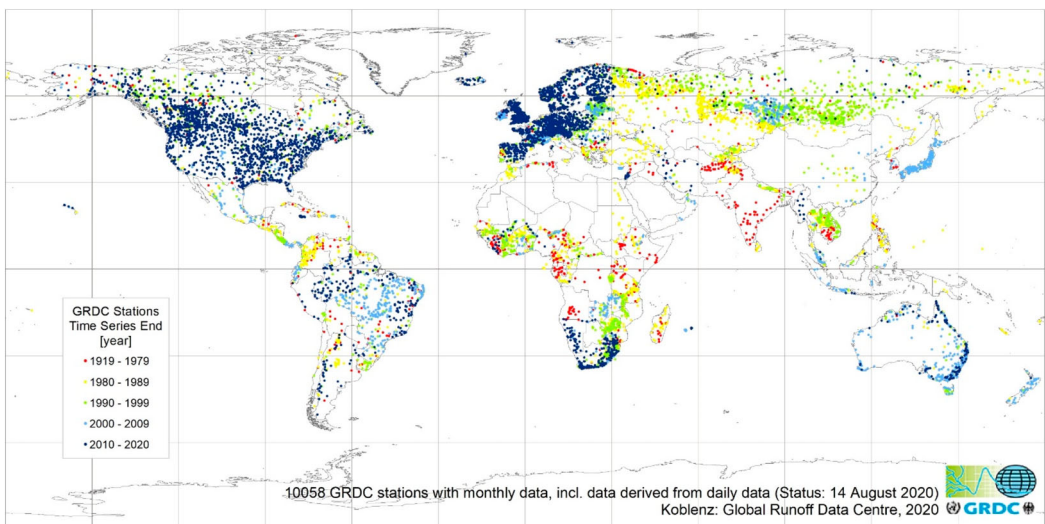 GRDC Stations
Time Series End
[year]
1919 - 1979
1980 - 1989
1990 - 1999
2000 - 2009
2010 - 2020
10058 GRDC stations with monthly data, incl. data derived from daily data (Status: 14 August 2020)
Koblenz: Global Runoff Data Centre, 2020
GRDC